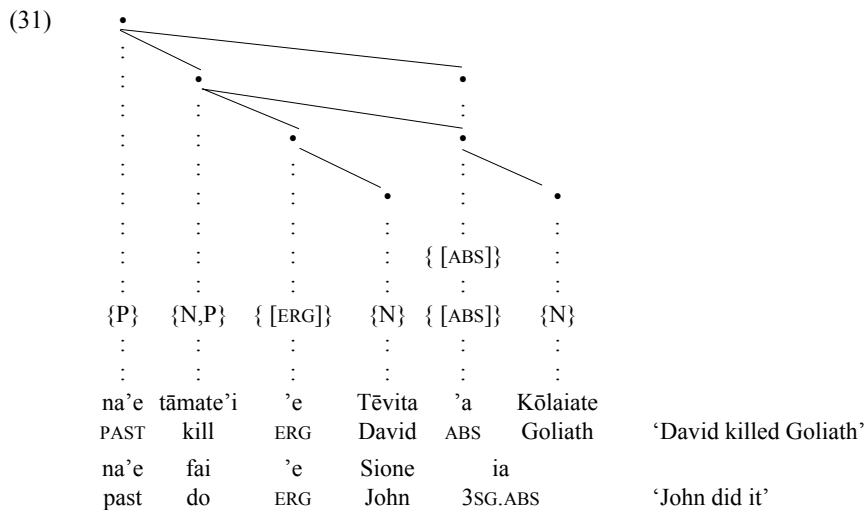 (31)
{ [ABS]}
{P} {N,P} { [ERG]} {N} { [ABS]} {N}
na’e tāmate’i ’e Tēvita ’a Kōlaiate
PAST kill ERG David ABS Goliath ‘David killed Goliath’
na’e fai ’e Sione ia
past do ERG John 3SG.ABS ‘John did it’